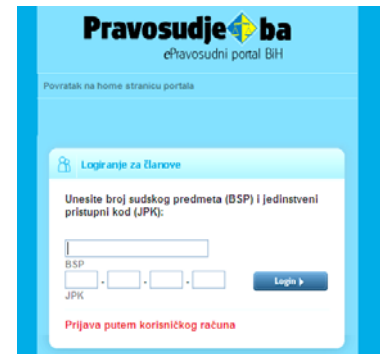 Pravosudje ba
ePravosudni portal BiH
Povratak na home stranicu portala
Logiranje za članove
Unesite broj sudskog predmeta (BSP) i jedinstveni
pristupni kod (JPK):
BSP
- - -
Login
JPK
Prijava putem korisničkog računa